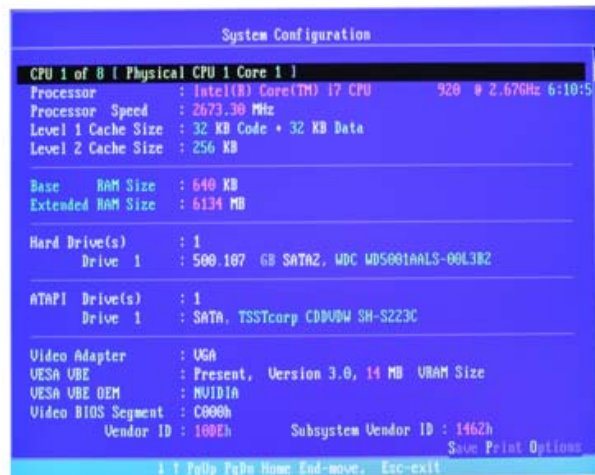 System Configuration
CPU 1 of 8 [ Physical CPU 1 Core 1 ]
Processor : Intel(R) Core(TM) i7 CPU 920 @ 2.67GHz 6:10:5
Processor Speed : 2673.30 MHz
Level 1 Cache Size : 32 KB Code + 32 KB Data
Level 2 Cache Size : 256 KB
Base RAM Size : 640 KB
Extended RAM Size : 6134 MB
Hard Drive(s) : 1
Drive 1 : 500.107 GB SATA2, WDC WD5001AALS-00L3B2
ATAPI Drive(s) : 1
Drive 1 : SATA, TSSTcorp CDDVDW SH-S223C
Video Adapter : VGA
VESA VBE : Present, Version 3.0, 14 MB VRAM Size
VESA VBE OEM : NVIDIA
Video BIOS Segment : C000h
Vendor ID : 10DEh Subsystem Vendor ID : 1462h
Save Print Options
↓ ↑ PgUp PgDn Home End-move, Esc-exit